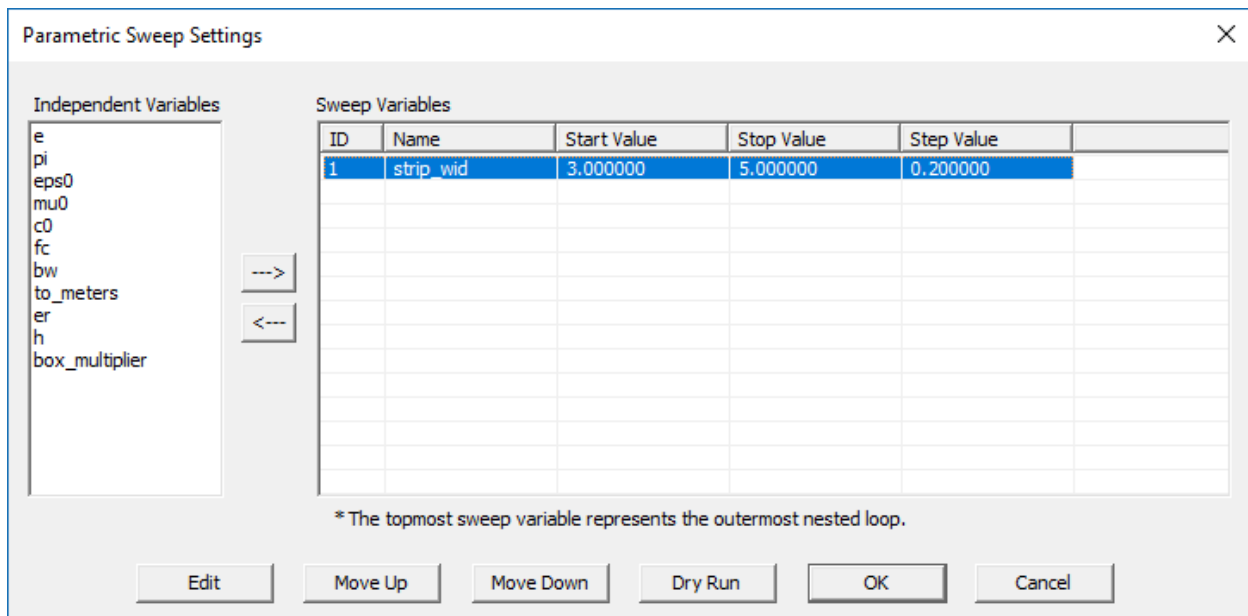 Parametric Sweep Settings
Independent Variables
e
pi
eps0
mu0
c0
fc
bw
to_meters
er
h
box_multiplier
--->
<---
Sweep Variables
ID Name Start Value Stop Value Step Value
1 strip_wid 3.000000 5.000000 0.200000
* The topmost sweep variable represents the outermost nested loop.
Edit Move Up Move Down Dry Run OK Cancel